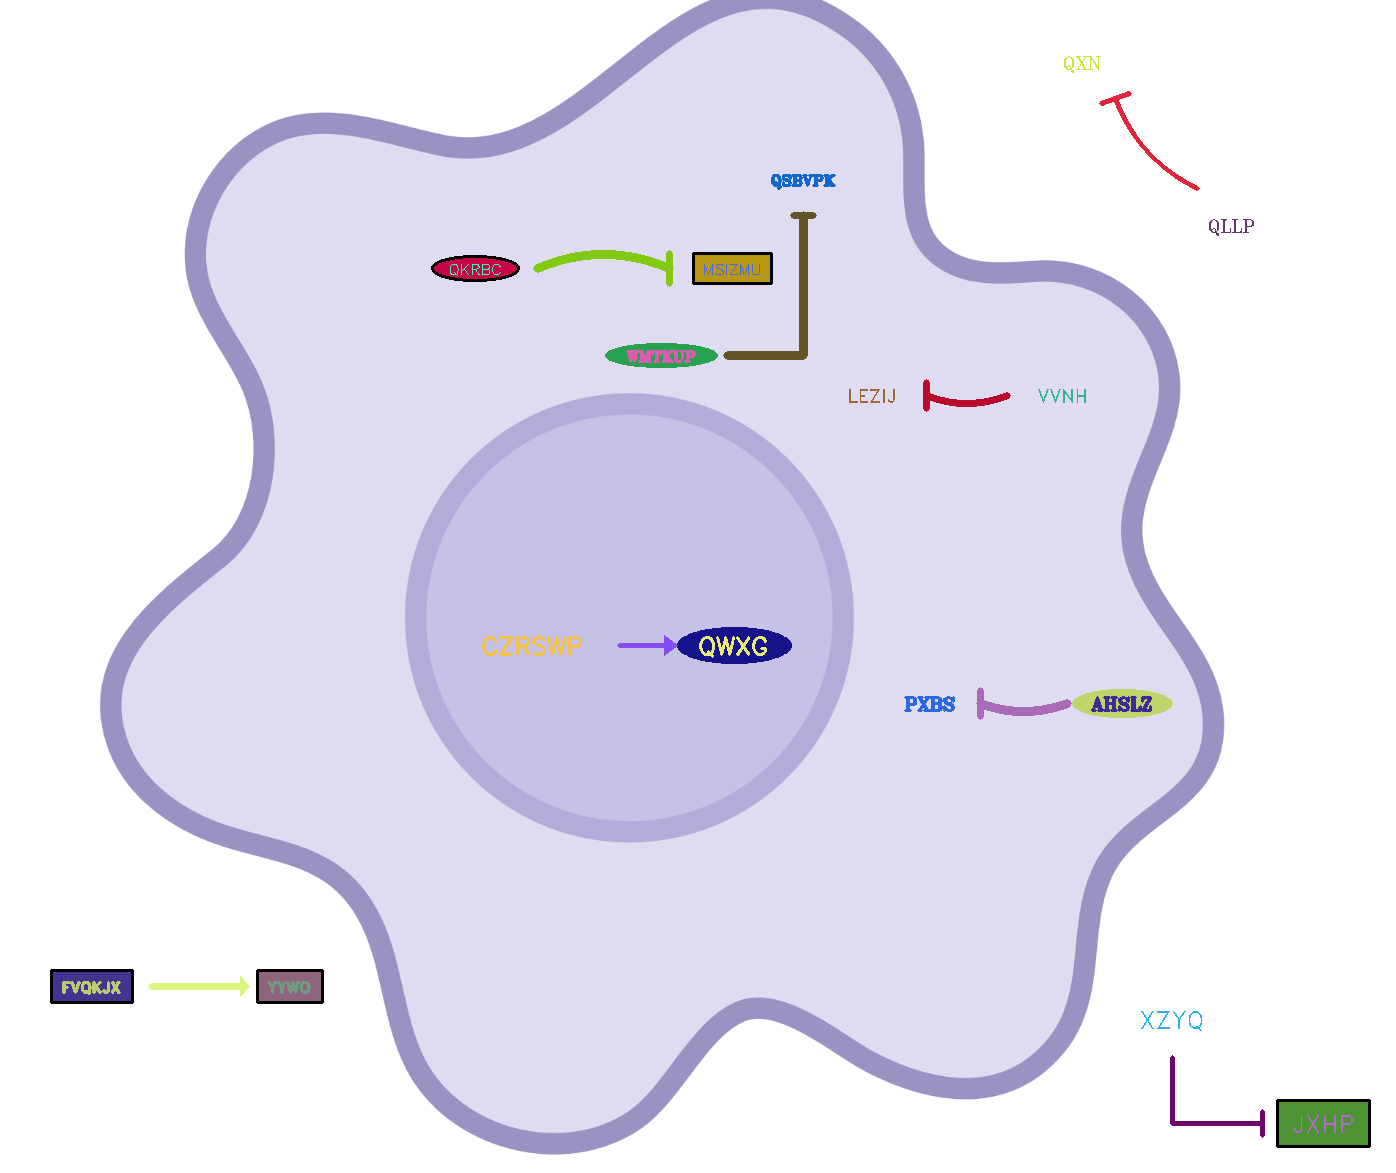 QXN
QSBVPK
QLLP
QKRBC
MSIZMU
WMTKUP
LEZIJ
VVNH
CZRSWP
QWXG
PXBS
AHSLZ
FVQKJX
YYWO
XZYQ
JXHP